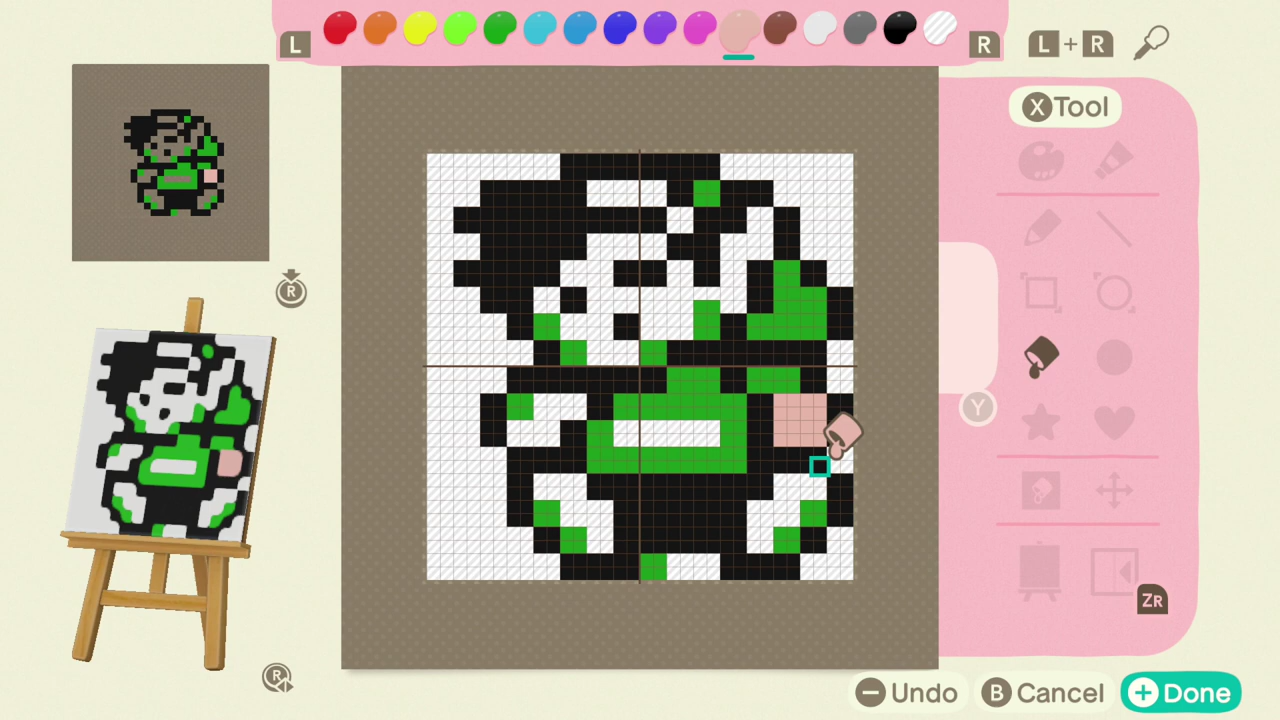 L
R
L + R
X Tool
R
Y
ZR
R
− Undo
B Cancel
+ Done